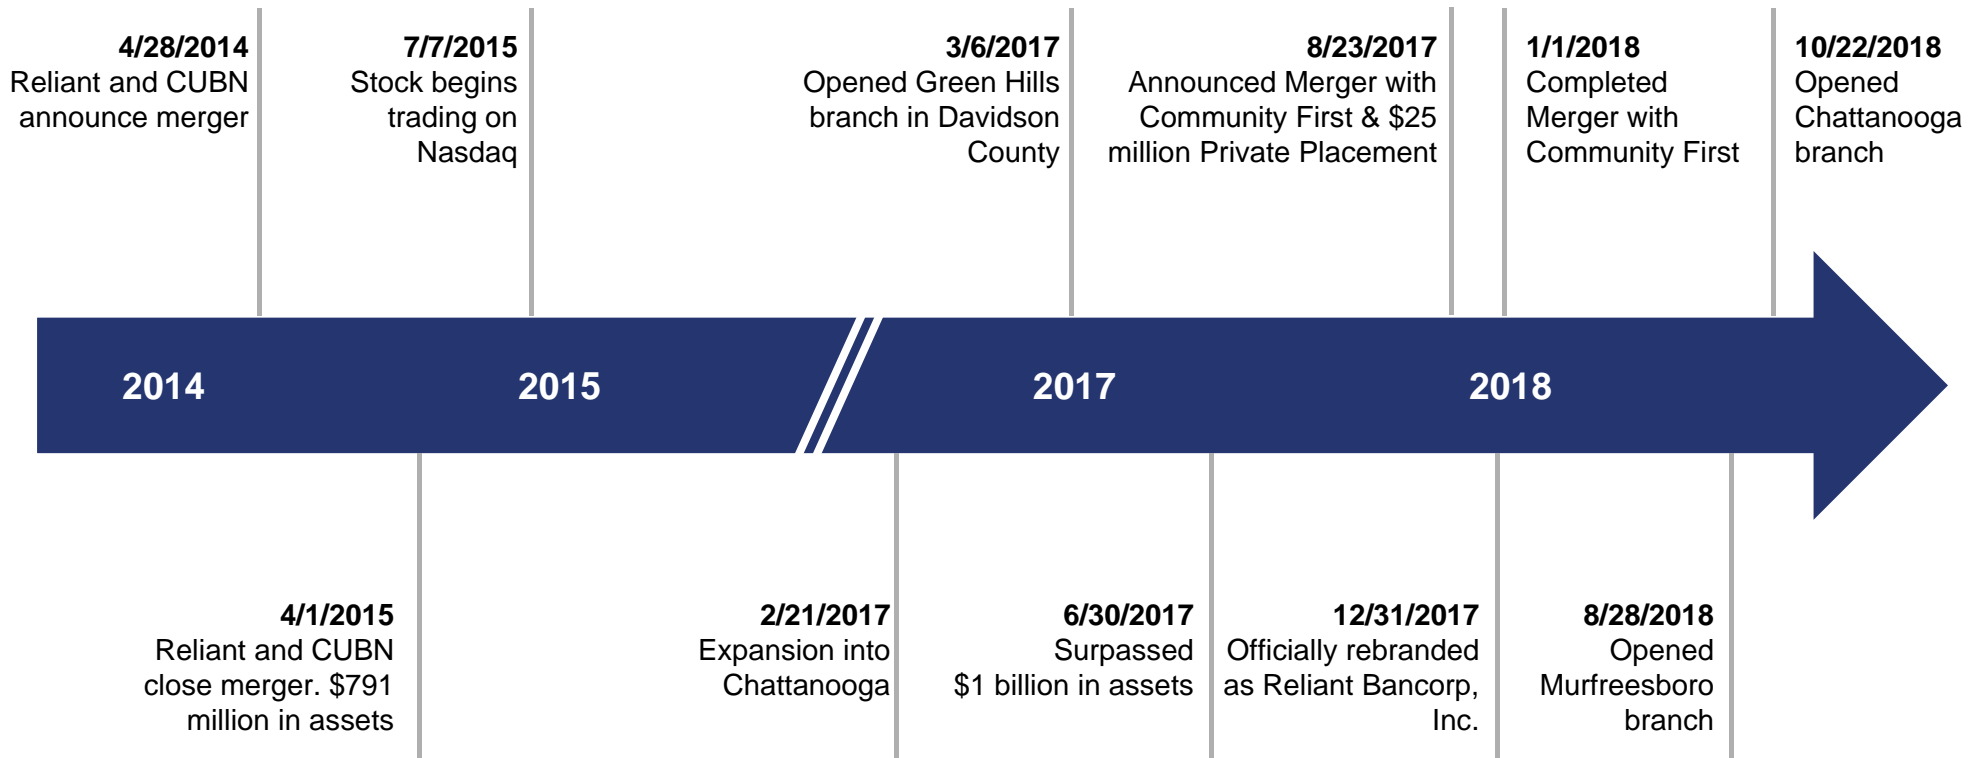 4/28/2014
Reliant and CUBN
announce merger
7/7/2015
Stock begins
trading on
Nasdaq
3/6/2017
Opened Green Hills
branch in Davidson
County
8/23/2017
Announced Merger with
Community First & $25
million Private Placement
1/1/2018
Completed
Merger with
Community First
10/22/2018
Opened
Chattanooga
branch
2014
2015
2017
2018
4/1/2015
Reliant and CUBN
close merger. $791
million in assets
2/21/2017
Expansion into
Chattanooga
6/30/2017
Surpassed
$1 billion in assets
12/31/2017
Officially rebranded
as Reliant Bancorp,
Inc.
8/28/2018
Opened
Murfreesboro
branch